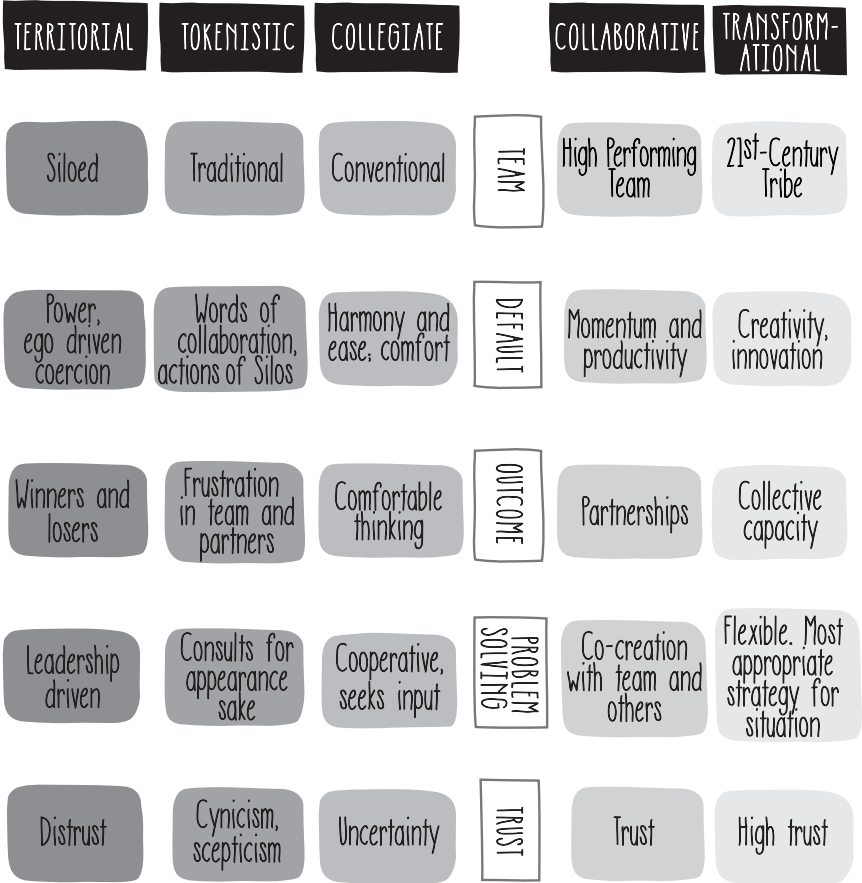 TERRITORIAL
TOKENISTIC
COLLEGIATE
COLLABORATIVE
TRANSFORM-
ATIONAL
Siloed
Traditional
Conventional
TEAM
High Performing
Team
21st-Century
Tribe
Power,
ego driven
coercion
Words of
collaboration,
actions of Silos
Harmony and
ease; comfort
DEFAULT
Momentum and
productivity
Creativity,
innovation
Winners and
losers
Frustration
in team and
partners
Comfortable
thinking
OUTCOME
Partnerships
Collective
capacity
Leadership
driven
Consults for
appearance
sake
Cooperative,
seeks input
PROBLEM
SOLVING
Co-creation
with team and
others
Flexible. Most
appropriate
strategy for
situation
Distrust
Cynicism,
scepticism
Uncertainty
TRUST
Trust
High trust